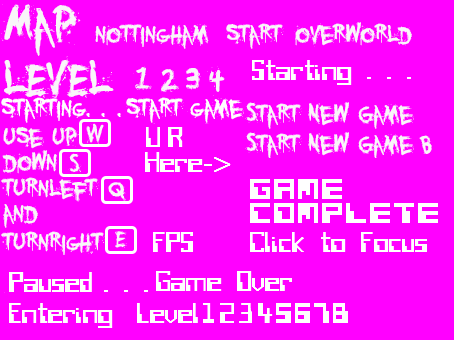 MAP NOTTINGHAM START OVERWORLD
LEVEL 1 2 3 4 Starting . . .
STARTING. . . START GAME START NEW GAME
USE UP W U R START NEW GAME B
DOWN S Here->
TURNLEFT Q GAME
AND COMPLETE
TURNRIGHT E FPS Click to Focus
Paused . . . Game Over
Entering Level12345678